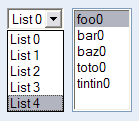 List 0
List 0
List 1
List 2
List 3
List 4
foo0
bar0
baz0
toto0
tintin0